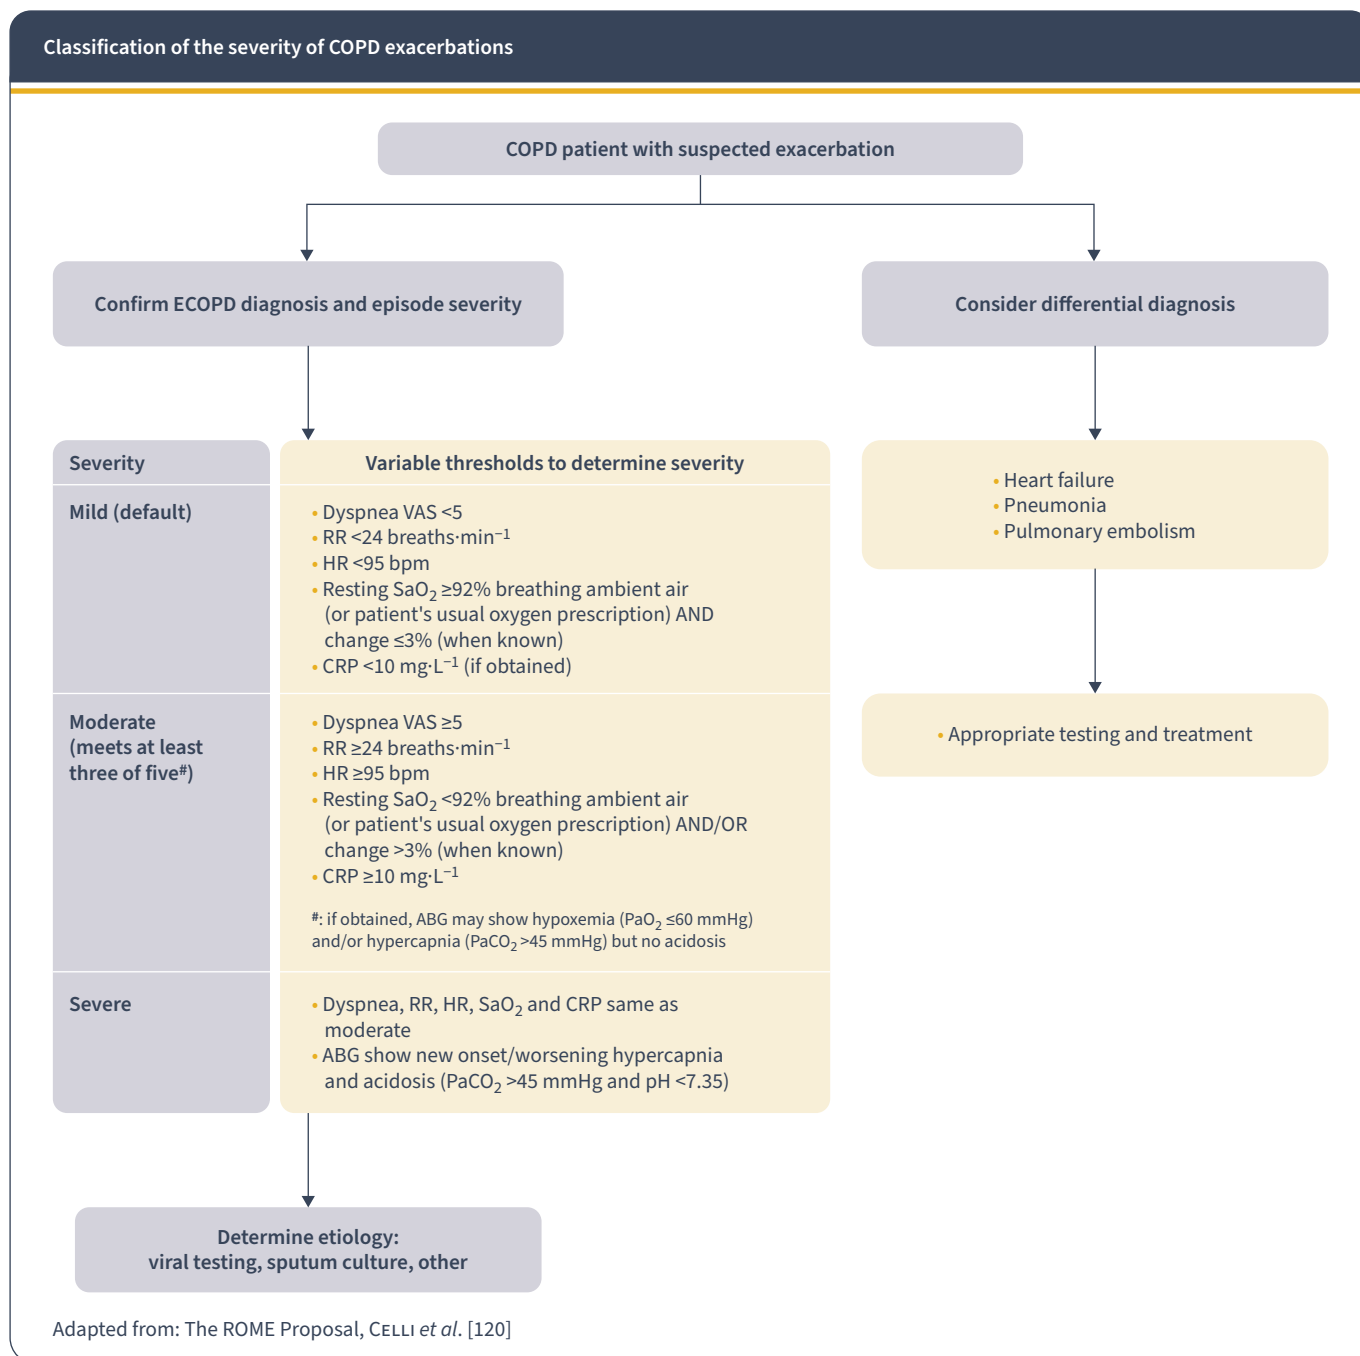 Classification of the severity of COPD exacerbations
COPD patient with suspected exacerbation
Confirm ECOPD diagnosis and episode severity
Consider differential diagnosis
Severity
Variable thresholds to determine severity
Mild (default)
• Dyspnea VAS <5
• RR <24 breaths·min⁻¹
• HR <95 bpm
• Resting SaO₂ ≥92% breathing ambient air
(or patient's usual oxygen prescription) AND
change ≤3% (when known)
• CRP <10 mg·L⁻¹ (if obtained)
Moderate
(meets at least
three of five#)
• Dyspnea VAS ≥5
• RR ≥24 breaths·min⁻¹
• HR ≥95 bpm
• Resting SaO₂ <92% breathing ambient air
(or patient's usual oxygen prescription) AND/OR
change >3% (when known)
• CRP ≥10 mg·L⁻¹
#: if obtained, ABG may show hypoxemia (PaO₂ ≤60 mmHg)
and/or hypercapnia (PaCO₂ >45 mmHg) but no acidosis
Severe
• Dyspnea, RR, HR, SaO₂ and CRP same as
moderate
• ABG show new onset/worsening hypercapnia
and acidosis (PaCO₂ >45 mmHg and pH <7.35)
• Heart failure
• Pneumonia
• Pulmonary embolism
• Appropriate testing and treatment
Determine etiology:
viral testing, sputum culture, other
Adapted from: The ROME Proposal, CELLI et al. [120]